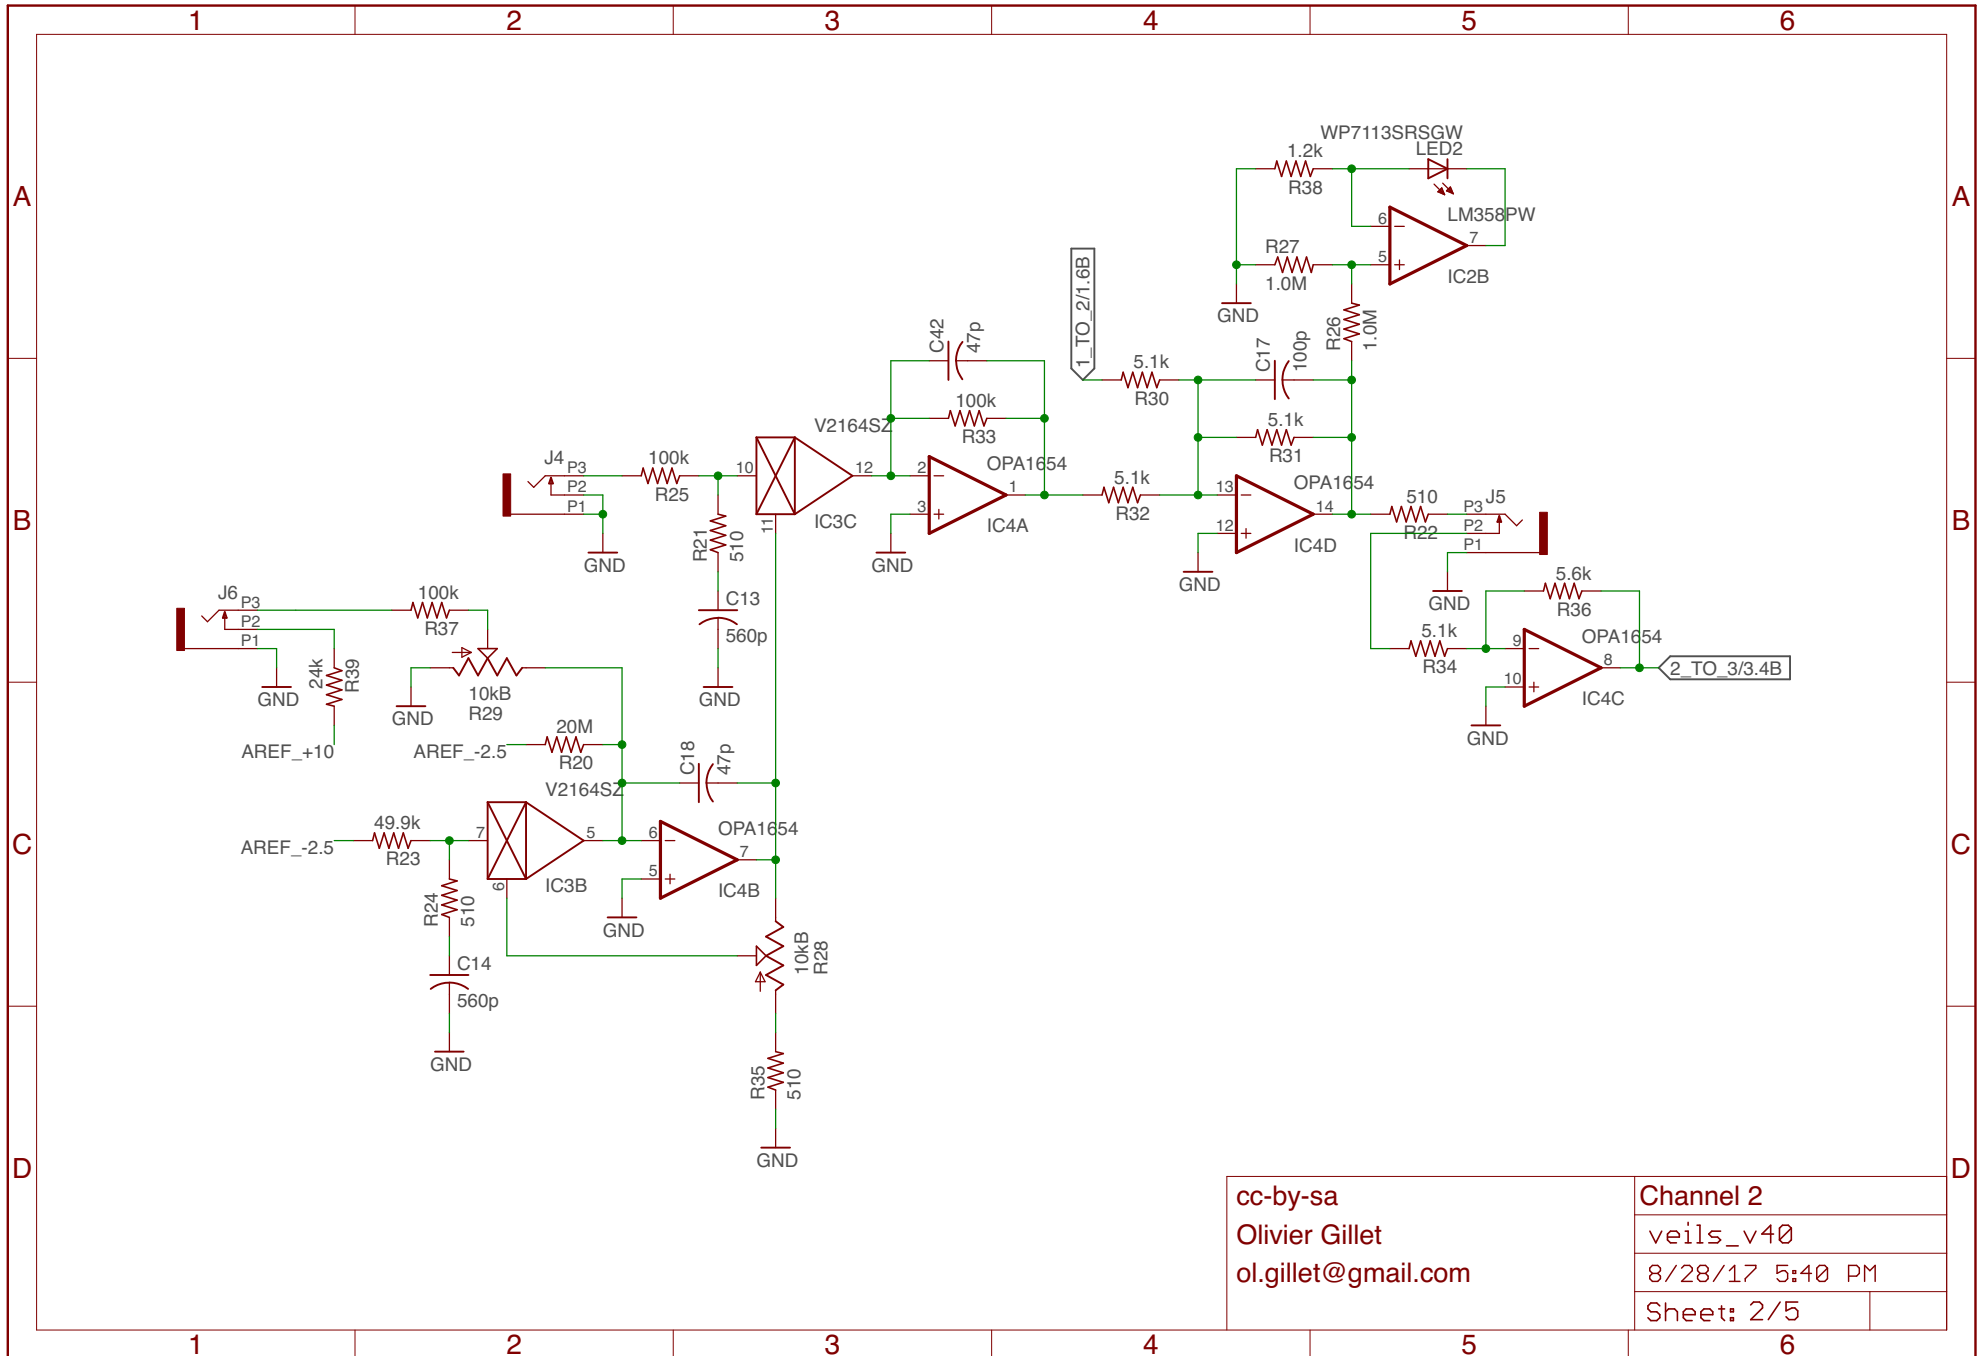 1 2 3 4 5 6
A
B
C
D
A
B
C
D
WP7113SRSGW
LED2
1.2k
R38
LM358PW
6
7
5
IC2B
R27
1.0M
GND
R26
1.0M
1_TO_2/1.6B
C42
47p
100k
R33
V2164SZ
5.1k
R30
C17
100p
5.1k
R31
J4
P3
P2
P1
GND
100k
R25
10
12
11
IC3C
2
3
1
OPA1654
IC4A
GND
5.1k
R32
13
12
14
OPA1654
IC4D
GND
510
R22
J5
P3
P2
P1
GND
R21
510
C13
560p
GND
J6
P3
P2
P1
GND
24k
R39
AREF_+10
100k
R37
10kB
R29
GND
5.6k
R36
5.1k
R34
9
10
8
OPA1654
IC4C
GND
2_TO_3/3.4B
AREF_-2.5
20M
R20
C18
47p
V2164SZ
AREF_-2.5
49.9k
R23
7
5
6
IC3B
6
5
7
OPA1654
IC4B
GND
R24
510
C14
560p
GND
10kB
R28
R35
510
GND
cc-by-sa
Olivier Gillet
ol.gillet@gmail.com
Channel 2
veils_v40
8/28/17 5:40 PM
Sheet: 2/5
1 2 3 4 5 6